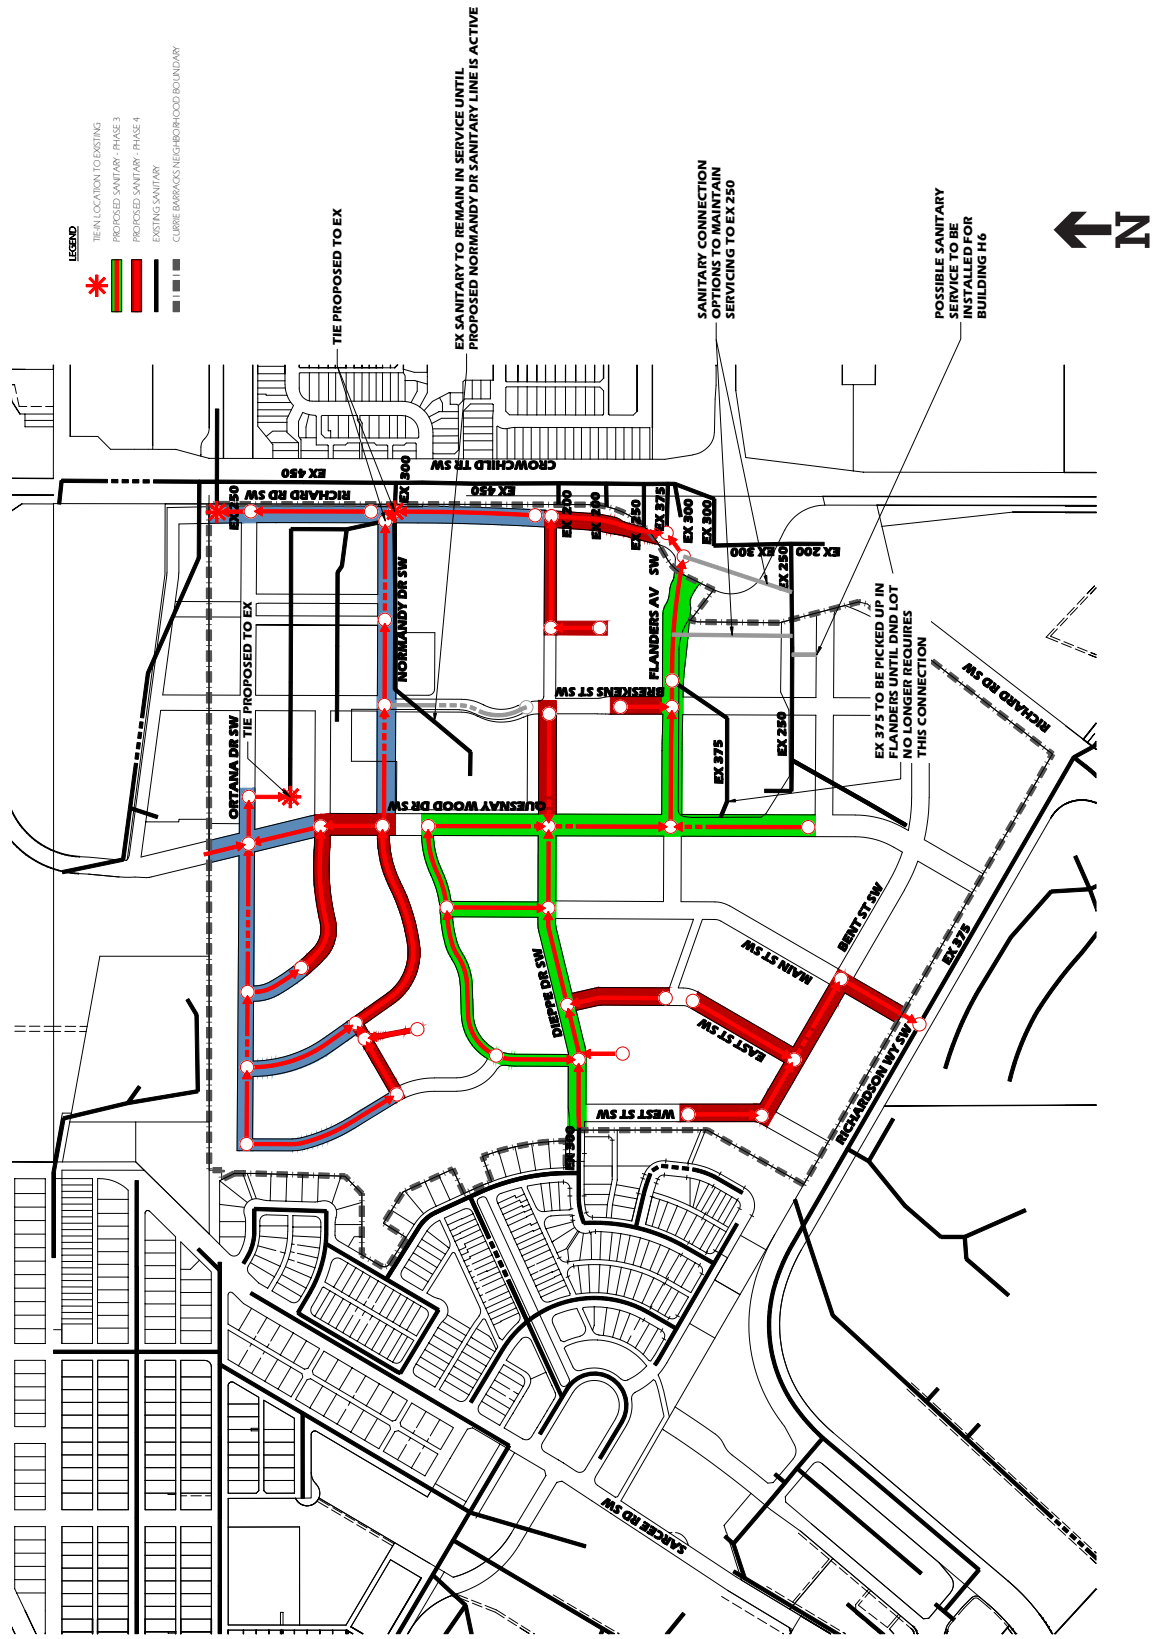 LEGEND
TIE-IN LOCATION TO EXISTING
PROPOSED SANITARY - PHASE 3
PROPOSED SANITARY - PHASE 4
EXISTING SANITARY
CURRIE BARRACKS NEIGHBORHOOD BOUNDARY
TIE PROPOSED TO EX
EX SANITARY TO REMAIN IN SERVICE UNTIL
PROPOSED NORMANDY DR SANITARY LINE IS ACTIVE
SANITARY CONNECTION
OPTIONS TO MAINTAIN
SERVICING TO EX 250
POSSIBLE SANITARY
SERVICE TO BE
INSTALLED FOR
BUILDING H6
N
EX 450
CROWCHILD TR SW
RICHARD RD SW
EX 450
EX 250
EX 300
EX 200
EX 200
EX 250
EX 375
EX 300
EX 300
EX 300
EX 200
EX 250
TIE PROPOSED TO EX
ORTANA DR SW
NORMANDY DR SW
FLANDERS AV SW
BRESKENS ST SW
QUESNAY WOOD DR SW
EX 375
EX 250
EX 375 TO BE PICKED UP IN
FLANDERS UNTIL DND LOT
NO LONGER REQUIRES
THIS CONNECTION
RICHARD RD SW
DIEPPE DR SW
MAIN ST SW
BENT ST SW
EX 375
EAST ST SW
WEST ST SW
RICHARDSON WY SW
EX 300
SARCEE RD SW